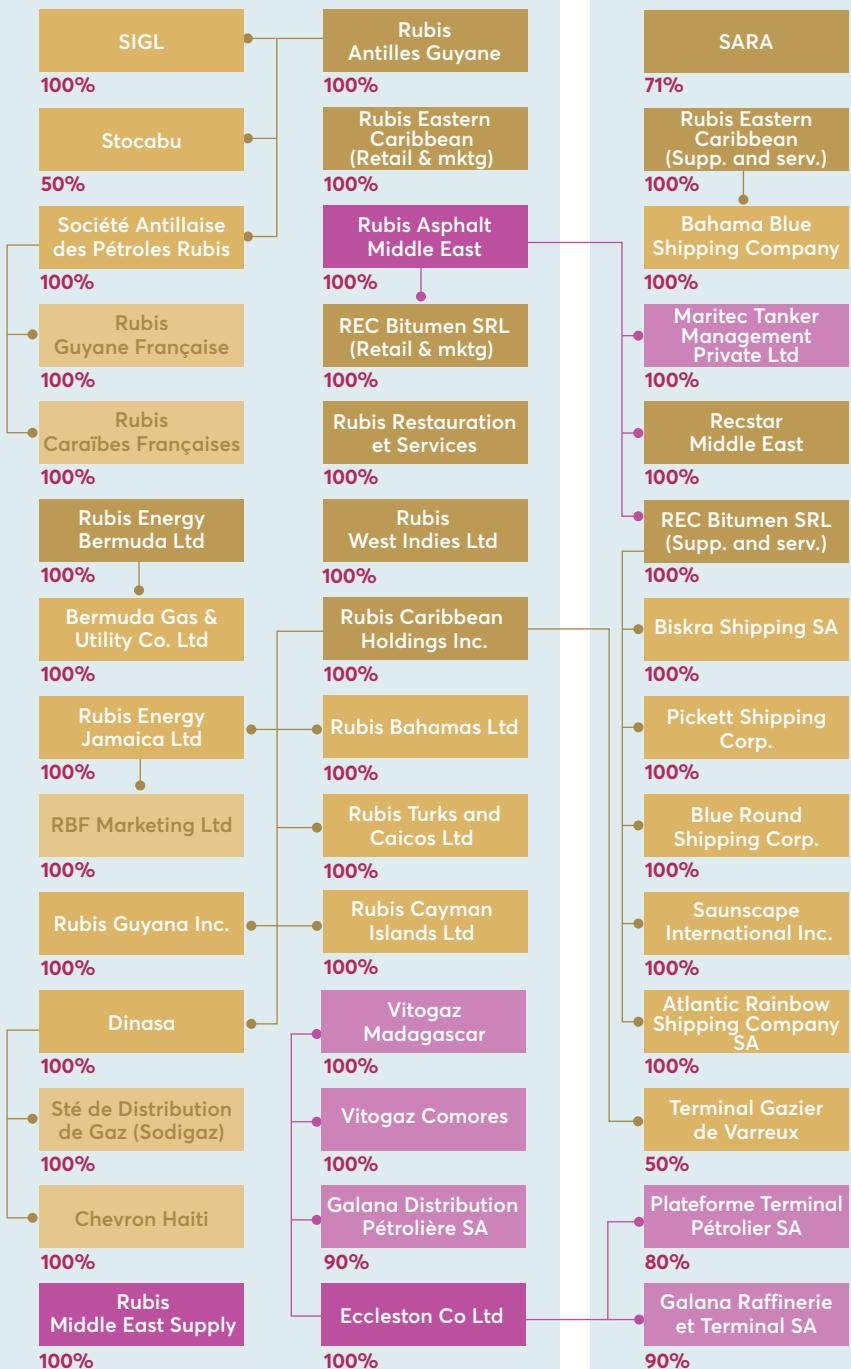 SIGL
100%
Stocabu
50%
Société Antillaise
des Pétroles Rubis
100%
Rubis
Guyane Française
100%
Rubis
Caraïbes Françaises
100%
Rubis Energy
Bermuda Ltd
100%
Bermuda Gas &
Utility Co. Ltd
100%
Rubis Energy
Jamaica Ltd
100%
RBF Marketing Ltd
100%
Rubis Guyana Inc.
100%
Dinasa
100%
Sté de Distribution
de Gaz (Sodigaz)
100%
Chevron Haiti
100%
Rubis
Middle East Supply
100%
Rubis
Antilles Guyane
100%
Rubis Eastern
Caribbean
(Retail & mktg)
100%
Rubis Asphalt
Middle East
100%
REC Bitumen SRL
(Retail & mktg)
100%
Rubis Restauration
et Services
100%
Rubis
West Indies Ltd
100%
Rubis Caribbean
Holdings Inc.
100%
Rubis Bahamas Ltd
100%
Rubis Turks and
Caicos Ltd
100%
Rubis Cayman
Islands Ltd
100%
Vitogaz
Madagascar
100%
Vitogaz Comores
100%
Galana Distribution
Pétrolière SA
90%
Eccleston Co Ltd
100%
SARA
71%
Rubis Eastern
Caribbean
(Supp. and serv.)
100%
Bahama Blue
Shipping Company
100%
Maritec Tanker
Management
Private Ltd
100%
Recstar
Middle East
100%
REC Bitumen SRL
(Supp. and serv.)
100%
Biskra Shipping SA
100%
Pickett Shipping
Corp.
100%
Blue Round
Shipping Corp.
100%
Saunscape
International Inc.
100%
Atlantic Rainbow
Shipping Company
SA
100%
Terminal Gazier
de Varreux
50%
Plateforme Terminal
Pétrolier SA
80%
Galana Raffinerie
et Terminal SA
90%